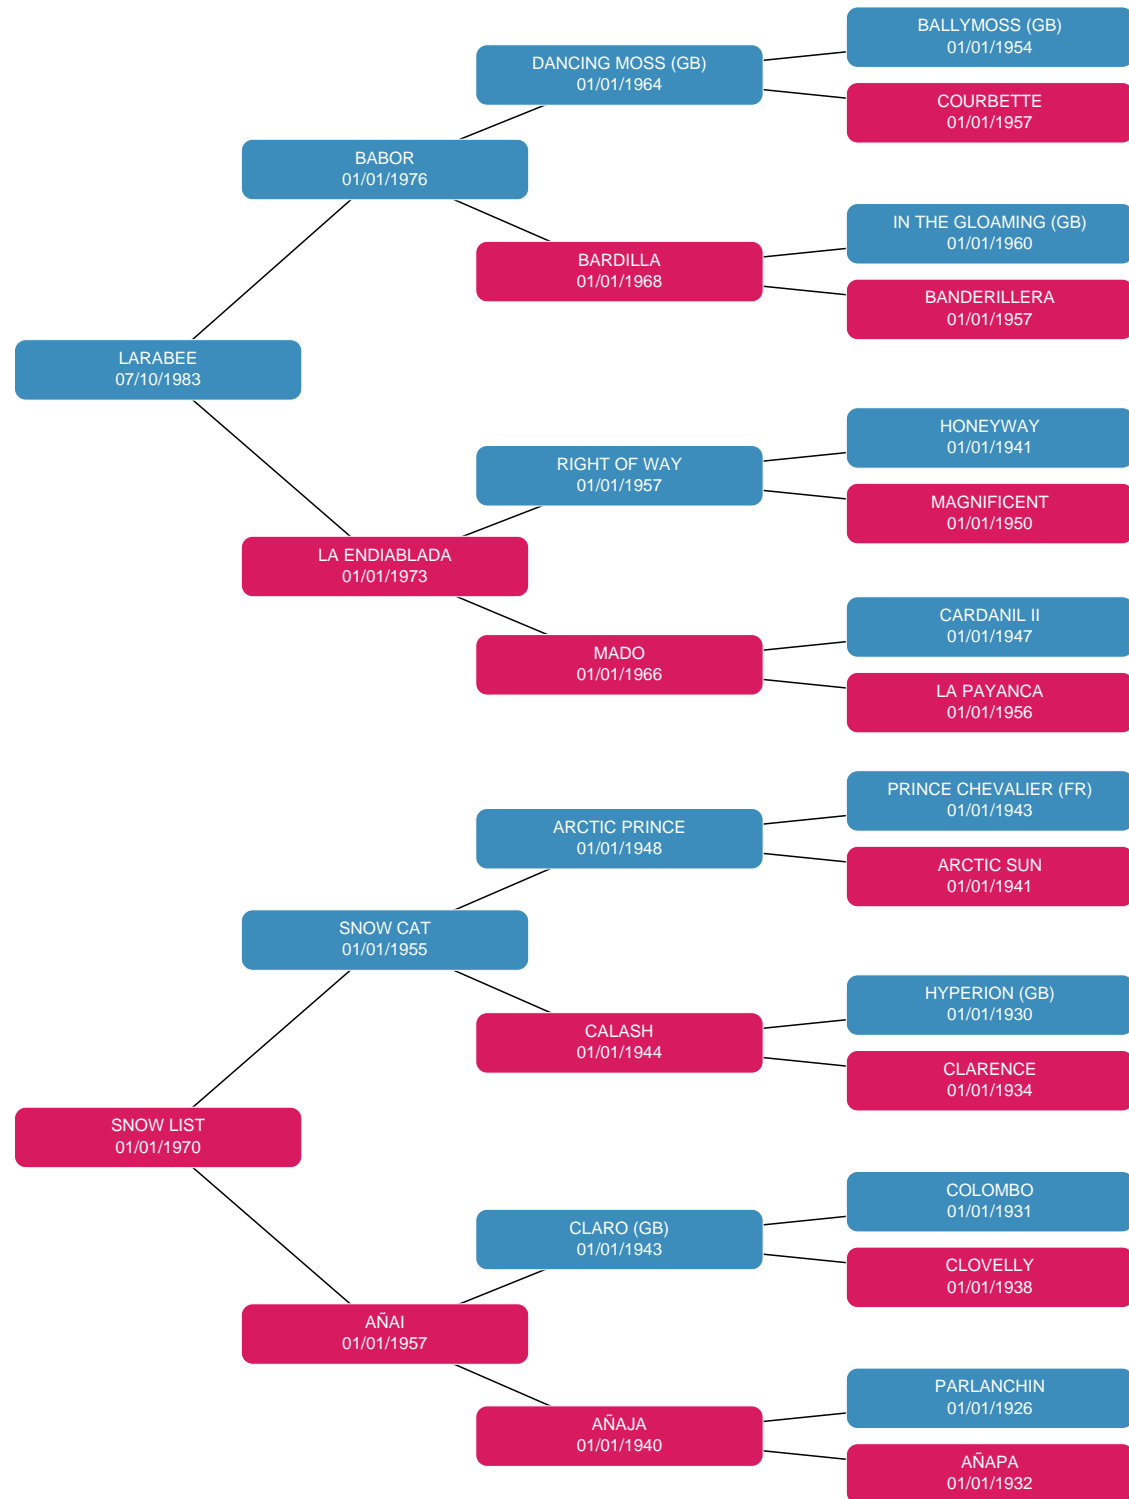 BALLYMOSS (GB)
01/01/1954
DANCING MOSS (GB)
01/01/1964
COURBETTE
01/01/1957
BABOR
01/01/1976
IN THE GLOAMING (GB)
01/01/1960
BARDILLA
01/01/1968
BANDERILLERA
01/01/1957
LARABEE
07/10/1983
HONEYWAY
01/01/1941
RIGHT OF WAY
01/01/1957
MAGNIFICENT
01/01/1950
LA ENDIABLADA
01/01/1973
CARDANIL II
01/01/1947
MADO
01/01/1966
LA PAYANCA
01/01/1956
PRINCE CHEVALIER (FR)
01/01/1943
ARCTIC PRINCE
01/01/1948
ARCTIC SUN
01/01/1941
SNOW CAT
01/01/1955
HYPERION (GB)
01/01/1930
CALASH
01/01/1944
CLARENCE
01/01/1934
SNOW LIST
01/01/1970
COLOMBO
01/01/1931
CLARO (GB)
01/01/1943
CLOVELLY
01/01/1938
AÑAI
01/01/1957
PARLANCHIN
01/01/1926
AÑAJA
01/01/1940
AÑAPA
01/01/1932